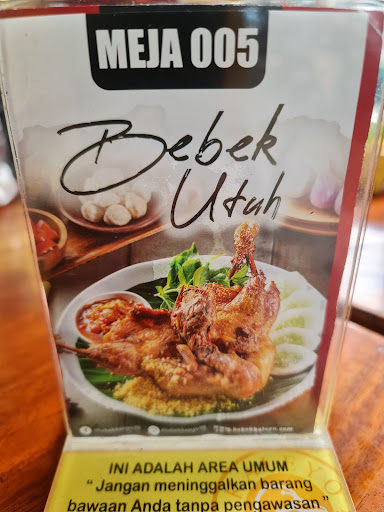 MEJA 005
Bebek
Utuh
INI ADALAH AREA UMUM
“ Jangan meninggalkan barang
bawaan Anda tanpa pengawasan ”